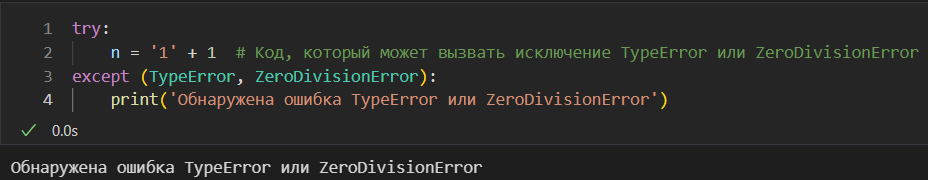 1 try:
2     n = '1' + 1  # Код, который может вызвать исключение TypeError или ZeroDivisionError
3 except (TypeError, ZeroDivisionError):
4     print('Обнаружена ошибка TypeError или ZeroDivisionError')
✓ 0.0s
Обнаружена ошибка TypeError или ZeroDivisionError